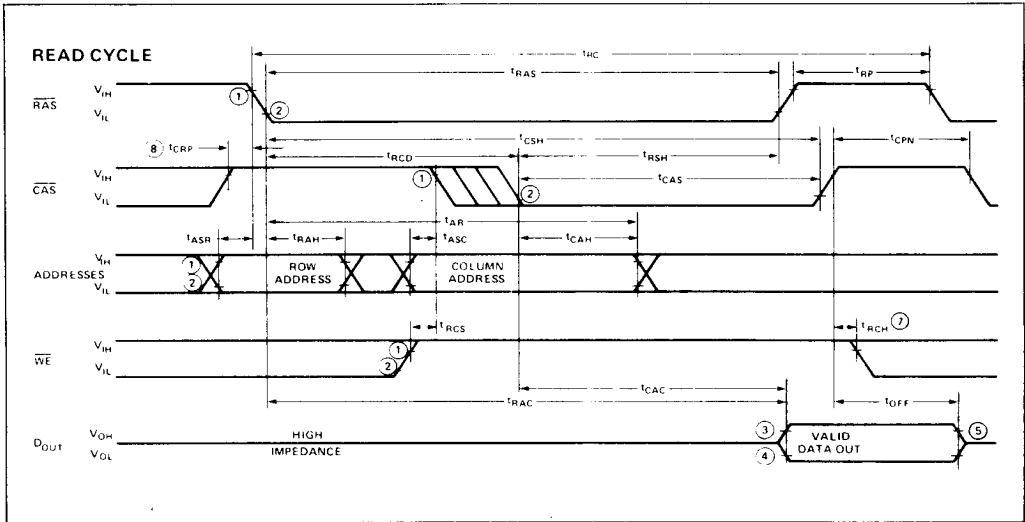 READ CYCLE
tRC
tRAS
tRP
RAS
VIH
VIL
1
2
tCSH
8 tCRP
tRCD
tRSH
tCPN
CAS
VIH
VIL
1
2
tCAS
tAR
tASR
tRAH
tASC
tCAH
ADDRESSES
VIH
VIL
1
2
ROW
ADDRESS
COLUMN
ADDRESS
tRCS
tRCH 7
WE
VIH
VIL
1
2
tCAC
tRAC
tOFF
DOUT
VOH
VOL
HIGH
IMPEDANCE
3
4
VALID
DATA OUT
5